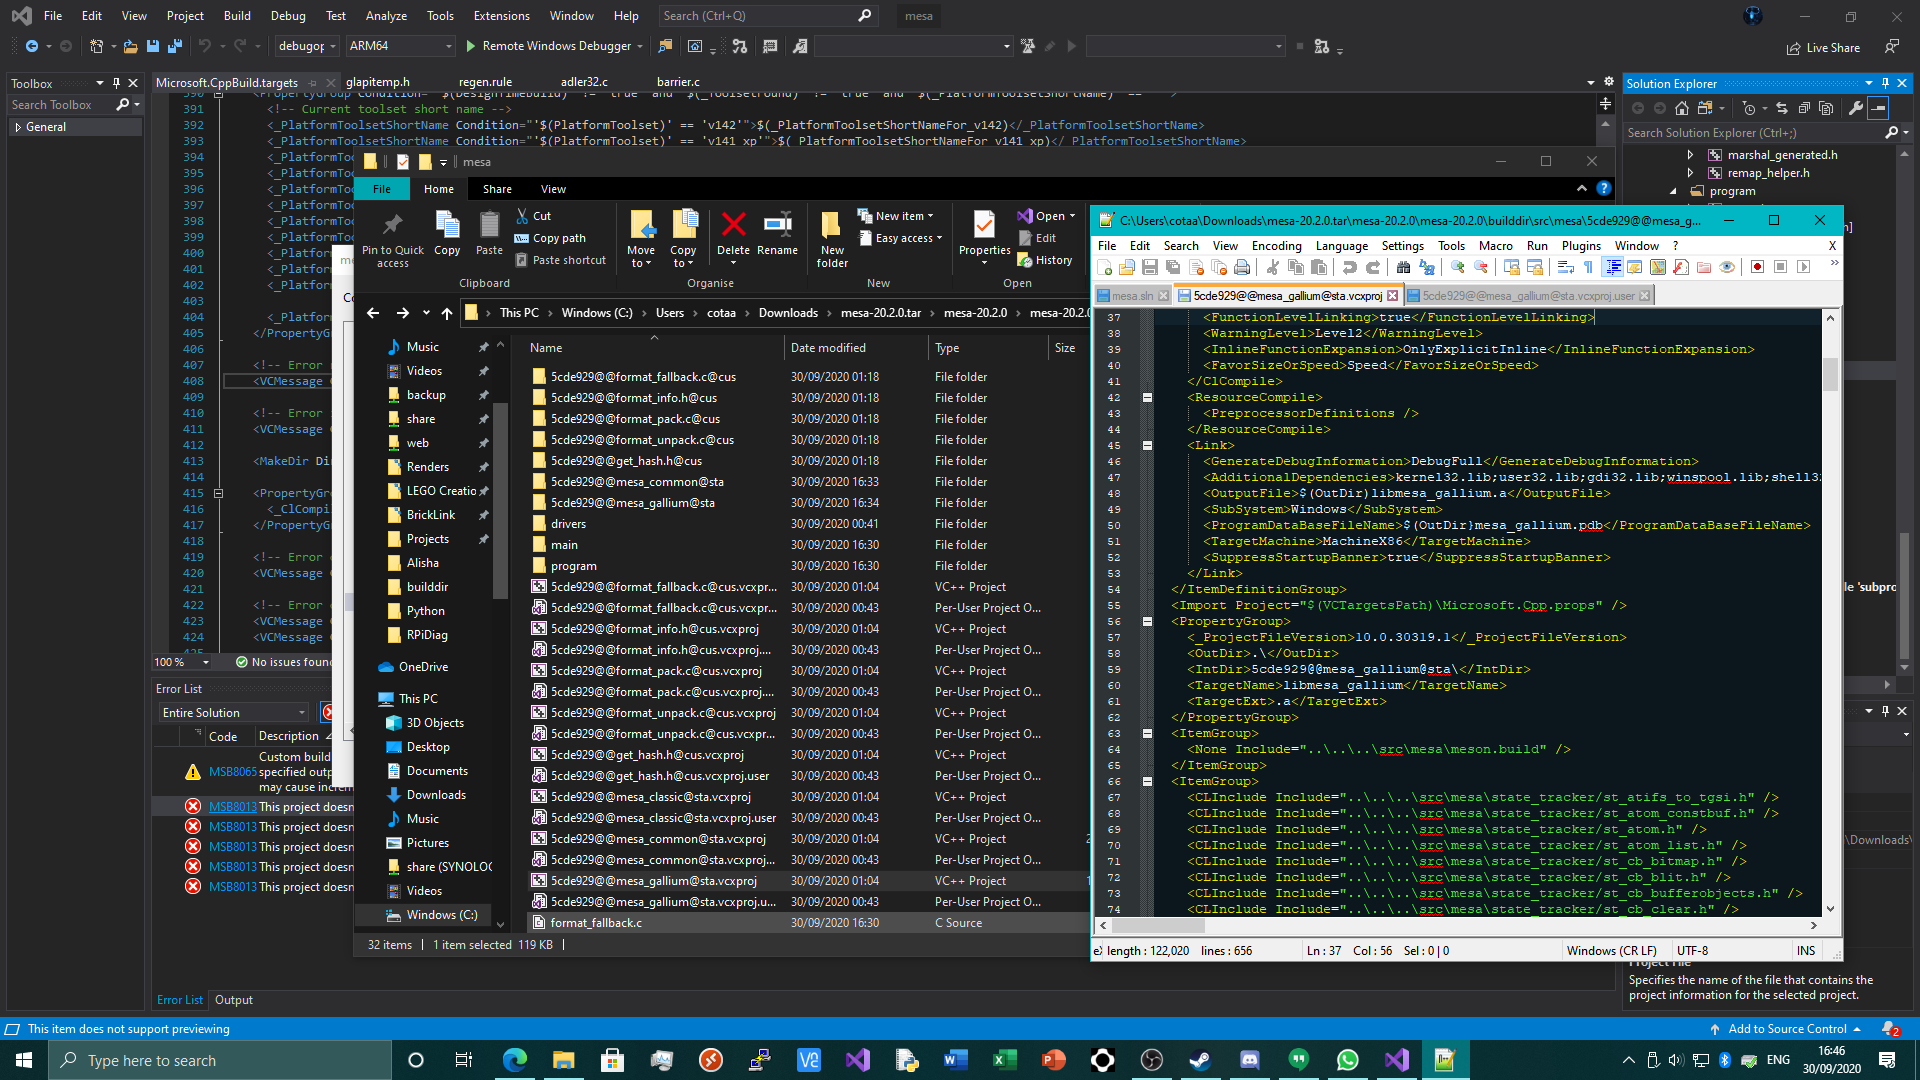 File Edit View Project Build Debug Test Analyze Tools Extensions Window Help Search (Ctrl+Q) mesa
debugop ARM64 Remote Windows Debugger Live Share
Toolbox
Search Toolbox
General
Microsoft.CppBuild.targets glapitemp.h regen.rule adler32.c barrier.c
391 <!-- Current toolset short name -->
392 <_PlatformToolsetShortName Condition="'$(PlatformToolset)' == 'v142'">$(_PlatformToolsetShortNameFor_v142)</_PlatformToolsetShortName>
393 <_PlatformToolsetShortName Condition="'$(PlatformToolset)' == 'v141_xp'">$(_PlatformToolsetShortNameFor_v141_xp)</_PlatformToolsetShortName>
394 <_Platform
395 <_Platform
396 <_Platform
397 <_Platform
398 <_Platform
399 <_Platform
400 <_Platform
401 <_Platform
402 <_Platform
403
404 <_Platform
405 </PropertyGro
406
407 <!-- Error
408 <VCMessage
409
410 <!-- Error
411 <VCMessage
412
413 <MakeDir Di
414
415 <PropertyGr
416 <_ClCompi
417 </PropertyGro
418
419 <!-- Error
420 <VCMessage
421
422 <!-- Error
423 <VCMessage
424 <VCMessage
100 % No issues foun
Error List
Entire Solution
Code Description
MSB8065 Custom build
specified outp
may cause incre
MSB8013 This project doesn
MSB8013 This project doesn
MSB8013 This project doesn
MSB8013 This project doesn
MSB8013 This project doesn
Error List Output
mesa
File Home Share View
Pin to Quick access
Copy
Paste
Cut
Copy path
Paste shortcut
Clipboard
Move to
Copy to
Delete
Rename
Organise
New folder
New item
Easy access
New
Properties
Open
Edit
History
Open
This PC Windows (C:) Users cotaa Downloads mesa-20.2.0.tar mesa-20.2.0 mesa-20.2.0
Music
Videos
backup
share
web
Renders
LEGO Creatio
BrickLink
Projects
Alisha
builddir
Python
RPiDiag
OneDrive
This PC
3D Objects
Desktop
Documents
Downloads
Music
Pictures
share (SYNOLOG
Videos
Windows (C:)
Name Date modified Type Size
5cde929@@format_fallback.c@cus 30/09/2020 01:18 File folder
5cde929@@format_info.h@cus 30/09/2020 01:18 File folder
5cde929@@format_pack.c@cus 30/09/2020 01:18 File folder
5cde929@@format_unpack.c@cus 30/09/2020 01:18 File folder
5cde929@@get_hash.h@cus 30/09/2020 01:18 File folder
5cde929@@mesa_common@sta 30/09/2020 16:33 File folder
5cde929@@mesa_gallium@sta 30/09/2020 16:34 File folder
drivers 30/09/2020 00:41 File folder
main 30/09/2020 16:30 File folder
program 30/09/2020 16:30 File folder
5cde929@@format_fallback.c@cus.vcxpr... 30/09/2020 01:04 VC++ Project
5cde929@@format_fallback.c@cus.vcxpr... 30/09/2020 00:43 Per-User Project O...
5cde929@@format_info.h@cus.vcxproj 30/09/2020 01:04 VC++ Project
5cde929@@format_info.h@cus.vcxproj.... 30/09/2020 00:43 Per-User Project O...
5cde929@@format_pack.c@cus.vcxproj 30/09/2020 01:04 VC++ Project
5cde929@@format_pack.c@cus.vcxproj.... 30/09/2020 00:43 Per-User Project O...
5cde929@@format_unpack.c@cus.vcxproj 30/09/2020 01:04 VC++ Project
5cde929@@format_unpack.c@cus.vcxpr... 30/09/2020 00:43 Per-User Project O...
5cde929@@get_hash.h@cus.vcxproj 30/09/2020 01:04 VC++ Project
5cde929@@get_hash.h@cus.vcxproj.user 30/09/2020 00:43 Per-User Project O...
5cde929@@mesa_classic@sta.vcxproj 30/09/2020 01:04 VC++ Project
5cde929@@mesa_classic@sta.vcxproj.user 30/09/2020 00:43 Per-User Project O...
5cde929@@mesa_common@sta.vcxproj 30/09/2020 01:04 VC++ Project
5cde929@@mesa_common@sta.vcxproj... 30/09/2020 00:43 Per-User Project O...
5cde929@@mesa_gallium@sta.vcxproj 30/09/2020 01:04 VC++ Project
5cde929@@mesa_gallium@sta.vcxproj.u... 30/09/2020 00:43 Per-User Project O...
format_fallback.c 30/09/2020 16:30 C Source
32 items 1 item selected 119 KB
C:\Users\cotaa\Downloads\mesa-20.2.0.tar\mesa-20.2.0\mesa-20.2.0\builddir\src\mesa\5cde929@@mesa_g...
File Edit Search View Encoding Language Settings Tools Macro Run Plugins Window ? X
mesa.sln 5cde929@@mesa_gallium@sta.vcxproj 5cde929@@mesa_gallium@sta.vcxproj.user
37 <FunctionLevelLinking>true</FunctionLevelLinking>
38 <WarningLevel>Level2</WarningLevel>
39 <InlineFunctionExpansion>OnlyExplicitInline</InlineFunctionExpansion>
40 <FavorSizeOrSpeed>Speed</FavorSizeOrSpeed>
41 </ClCompile>
42 <ResourceCompile>
43 <PreprocessorDefinitions />
44 </ResourceCompile>
45 <Link>
46 <GenerateDebugInformation>DebugFull</GenerateDebugInformation>
47 <AdditionalDependencies>kernel32.lib;user32.lib;gdi32.lib;winspool.lib;shell32
48 <OutputFile>$(OutDir)libmesa_gallium.a</OutputFile>
49 <SubSystem>Windows</SubSystem>
50 <ProgramDataBaseFileName>$(OutDir}mesa_gallium.pdb</ProgramDataBaseFileName>
51 <TargetMachine>MachineX86</TargetMachine>
52 <SuppressStartupBanner>true</SuppressStartupBanner>
53 </Link>
54 </ItemDefinitionGroup>
55 <Import Project="$(VCTargetsPath)\Microsoft.Cpp.props" />
56 <PropertyGroup>
57 <_ProjectFileVersion>10.0.30319.1</_ProjectFileVersion>
58 <OutDir>.\</OutDir>
59 <IntDir>5cde929@@mesa_gallium@sta\</IntDir>
60 <TargetName>libmesa_gallium</TargetName>
61 <TargetExt>.a</TargetExt>
62 </PropertyGroup>
63 <ItemGroup>
64 <None Include="..\..\..\src\mesa\meson.build" />
65 </ItemGroup>
66 <ItemGroup>
67 <CLInclude Include="..\..\..\src\mesa\state_tracker/st_atifs_to_tgsi.h" />
68 <CLInclude Include="..\..\..\src\mesa\state_tracker/st_atom_constbuf.h" />
69 <CLInclude Include="..\..\..\src\mesa\state_tracker/st_atom.h" />
70 <CLInclude Include="..\..\..\src\mesa\state_tracker/st_atom_list.h" />
71 <CLInclude Include="..\..\..\src\mesa\state_tracker/st_cb_bitmap.h" />
72 <CLInclude Include="..\..\..\src\mesa\state_tracker/st_cb_blit.h" />
73 <CLInclude Include="..\..\..\src\mesa\state_tracker/st_cb_bufferobjects.h" />
74 <CLInclude Include="..\..\..\src\mesa\state_tracker/st_cb_clear.h" />
length : 122,020 lines : 656 Ln : 37 Col : 56 Sel : 0 | 0 Windows (CR LF) UTF-8 INS
Solution Explorer
Search Solution Explorer (Ctrl+;)
marshal_generated.h
remap_helper.h
program
le 'subpro
\Downloads\
Project File
Specifies the name of the file that contains the
project information for the selected project.
This item does not support previewing Add to Source Control 2
Type here to search
ENG
16:46
30/09/2020